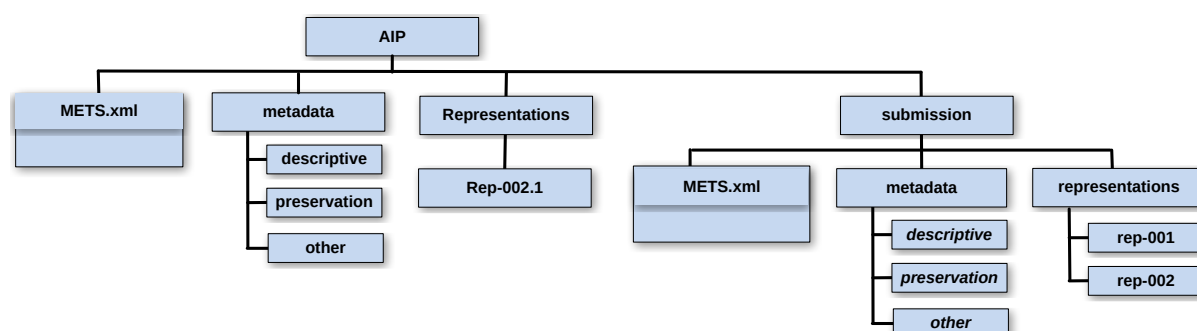 AIP
METS.xml
metadata
Representations
submission
descriptive
preservation
other
Rep-002.1
METS.xml
metadata
representations
descriptive
preservation
other
rep-001
rep-002